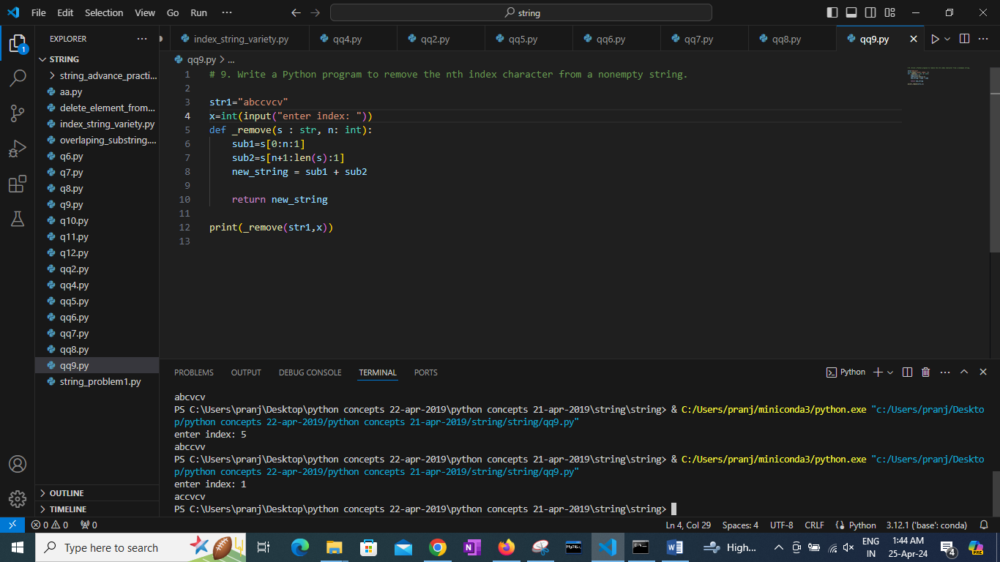 File Edit Selection View Go Run ···
string
EXPLORER ···
index_string_variety.py qq4.py qq2.py qq5.py qq6.py qq7.py qq8.py qq9.py
STRING
string_advance_practi...
aa.py
delete_element_from...
index_string_variety.py
overlaping_substring....
q6.py
q7.py
q8.py
q9.py
q10.py
q11.py
q12.py
qq2.py
qq4.py
qq5.py
qq6.py
qq7.py
qq8.py
qq9.py
string_problem1.py
OUTLINE
TIMELINE
1
qq9.py > ...
1 # 9. Write a Python program to remove the nth index character from a nonempty string.
2
3 str1="abccvcv"
4 x=int(input("enter index: "))
5 def _remove(s : str, n: int):
6     sub1=s[0:n:1]
7     sub2=s[n+1:len(s):1]
8     new_string = sub1 + sub2
9
10     return new_string
11
12 print(_remove(str1,x))
13
PROBLEMS OUTPUT DEBUG CONSOLE TERMINAL PORTS
Python
abcvcv
PS C:\Users\pranj\Desktop\python concepts 22-apr-2019\python concepts 21-apr-2019\string\string> & C:/Users/pranj/miniconda3/python.exe "c:/Users/pranj/Deskto
p/python concepts 22-apr-2019/python concepts 21-apr-2019/string/string/qq9.py"
enter index: 5
abccvv
PS C:\Users\pranj\Desktop\python concepts 22-apr-2019\python concepts 21-apr-2019\string\string> & C:/Users/pranj/miniconda3/python.exe "c:/Users/pranj/Deskto
p/python concepts 22-apr-2019/python concepts 21-apr-2019/string/string/qq9.py"
enter index: 1
accvcv
PS C:\Users\pranj\Desktop\python concepts 22-apr-2019\python concepts 21-apr-2019\string\string>
0 0 0 Ln 4, Col 29 Spaces: 4 UTF-8 CRLF Python 3.12.1 ('base': conda)
Type here to search
High...
ENG
IN
1:44 AM
25-Apr-24
4
PRE